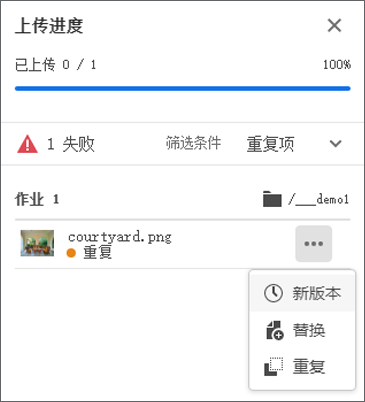 上传进度
已上传 0 / 1 100%
1 失败 筛选条件 重复项
作业 1 /___demo1
courtyard.png
重复
新版本
替换
重复